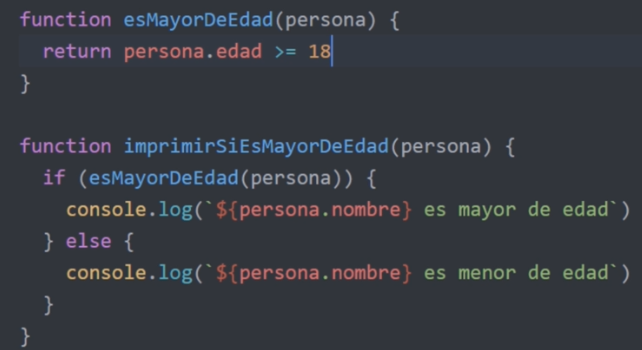 function esMayorDeEdad(persona) {
  return persona.edad >= 18
}

function imprimirSiEsMayorDeEdad(persona) {
  if (esMayorDeEdad(persona)) {
    console.log(`${persona.nombre} es mayor de edad`)
  } else {
    console.log(`${persona.nombre} es menor de edad`)
  }
}